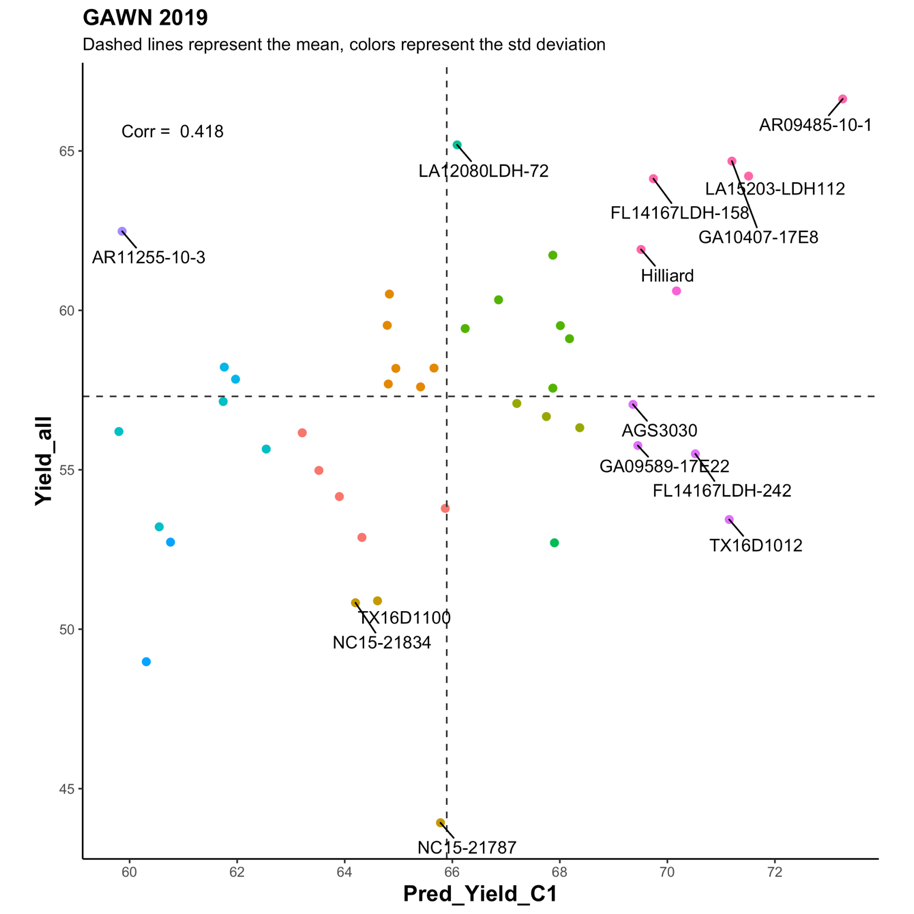 GAWN 2019
Dashed lines represent the mean, colors represent the std deviation
Corr = 0.418
AR09485-10-1
LA12080LDH-72
LA15203-LDH112
FL14167LDH-158
GA10407-17E8
AR11255-10-3
Hilliard
AGS3030
GA09589-17E22
FL14167LDH-242
TX16D1012
TX16D1100
NC15-21834
NC15-21787
65
60
55
50
45
Yield_all
60 62 64 66 68 70 72
Pred_Yield_C1